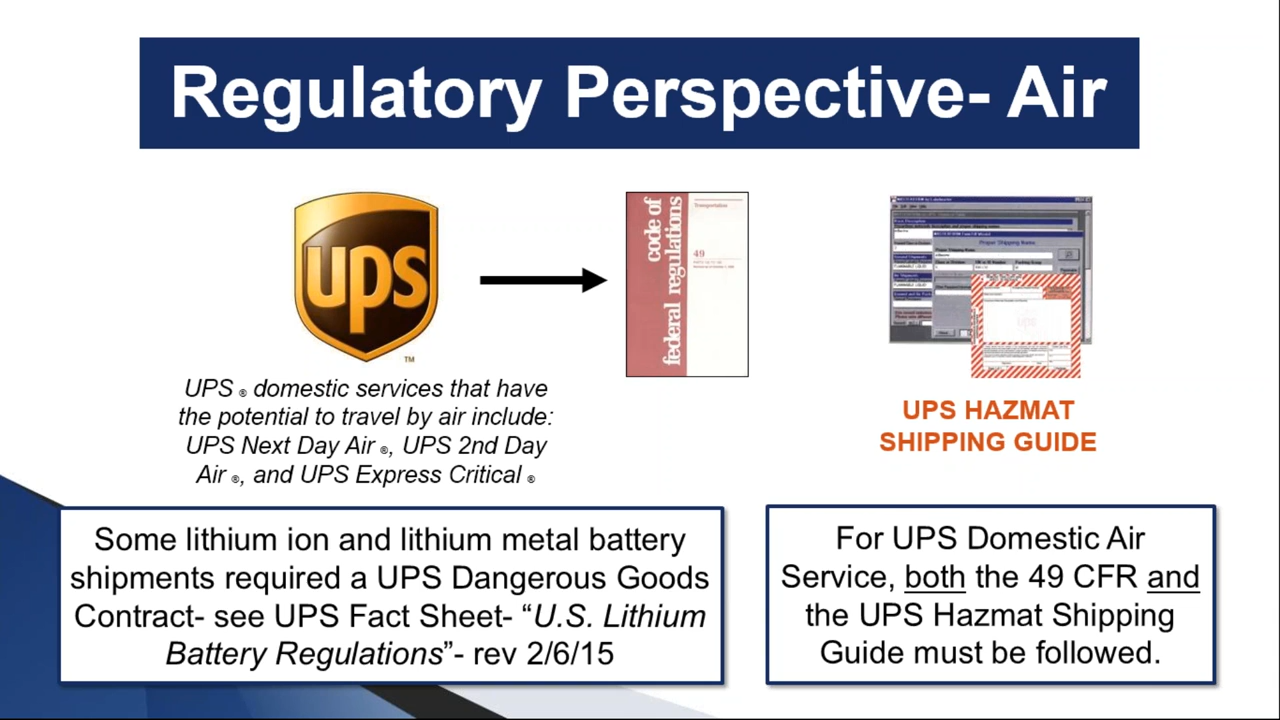 Regulatory Perspective- Air
ups
TM
UPS ® domestic services that have
the potential to travel by air include:
UPS Next Day Air ®, UPS 2nd Day
Air ®, and UPS Express Critical ®
code of
federal regulations
Transportation
49
Proper Shipping Name
UPS HAZMAT
SHIPPING GUIDE
Some lithium ion and lithium metal battery
shipments required a UPS Dangerous Goods
Contract- see UPS Fact Sheet- “U.S. Lithium
Battery Regulations”- rev 2/6/15
For UPS Domestic Air
Service, both the 49 CFR and
the UPS Hazmat Shipping
Guide must be followed.